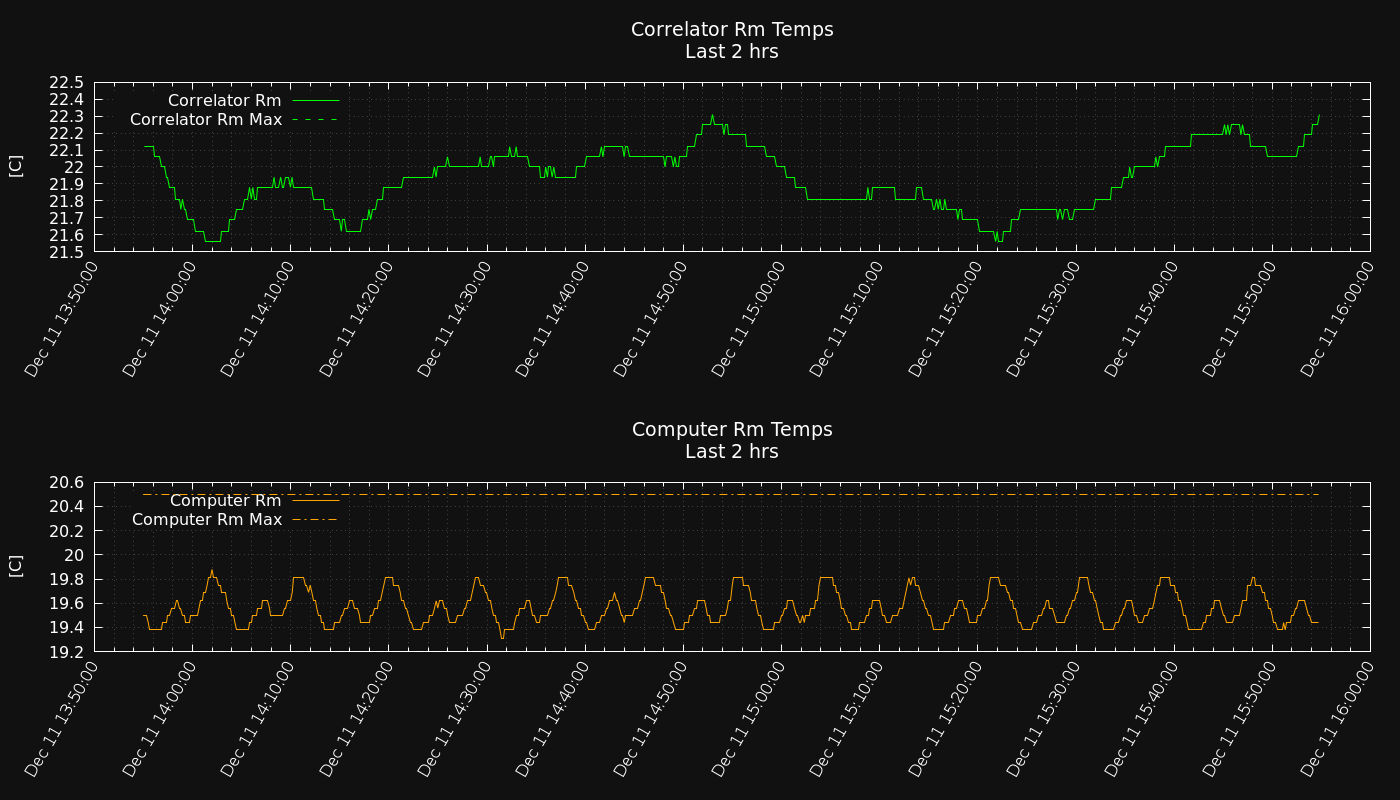 Correlator Rm Temps
Last 2 hrs
22.5
22.4
22.3
22.2
22.1
22
21.9
21.8
21.7
21.6
21.5
[C]
Correlator Rm
Correlator Rm Max
Dec 11 13:50:00
Dec 11 14:00:00
Dec 11 14:10:00
Dec 11 14:20:00
Dec 11 14:30:00
Dec 11 14:40:00
Dec 11 14:50:00
Dec 11 15:00:00
Dec 11 15:10:00
Dec 11 15:20:00
Dec 11 15:30:00
Dec 11 15:40:00
Dec 11 15:50:00
Dec 11 16:00:00
Computer Rm Temps
Last 2 hrs
20.6
20.4
20.2
20
19.8
19.6
19.4
19.2
[C]
Computer Rm
Computer Rm Max
Dec 11 13:50:00
Dec 11 14:00:00
Dec 11 14:10:00
Dec 11 14:20:00
Dec 11 14:30:00
Dec 11 14:40:00
Dec 11 14:50:00
Dec 11 15:00:00
Dec 11 15:10:00
Dec 11 15:20:00
Dec 11 15:30:00
Dec 11 15:40:00
Dec 11 15:50:00
Dec 11 16:00:00